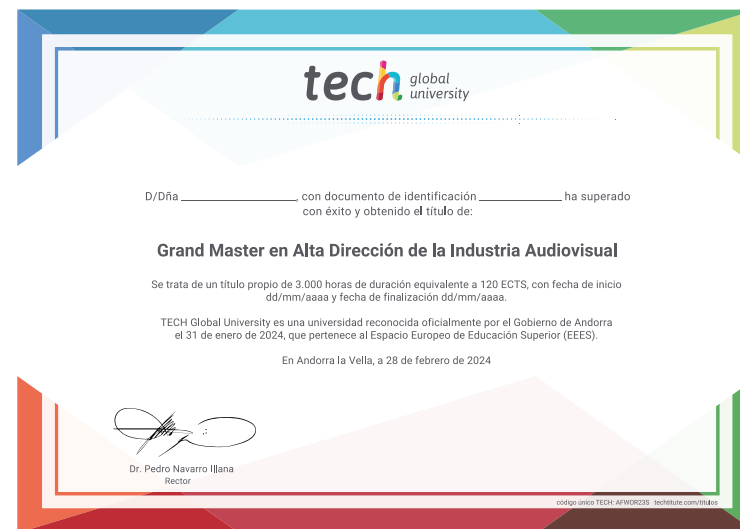 tech global university
D/Dña ____________, con documento de identificación ____________ ha superado
con éxito y obtenido el título de:
Grand Master en Alta Dirección de la Industria Audiovisual
Se trata de un título propio de 3.000 horas de duración equivalente a 120 ECTS, con fecha de inicio
dd/mm/aaaa y fecha de finalización dd/mm/aaaa.
TECH Global University es una universidad reconocida oficialmente por el Gobierno de Andorra
el 31 de enero de 2024, que pertenece al Espacio Europeo de Educación Superior (EEES).
En Andorra la Vella, a 28 de febrero de 2024
Dr. Pedro Navarro Illana
Rector
código único TECH: AFWOR23S techtitute.com/titulos